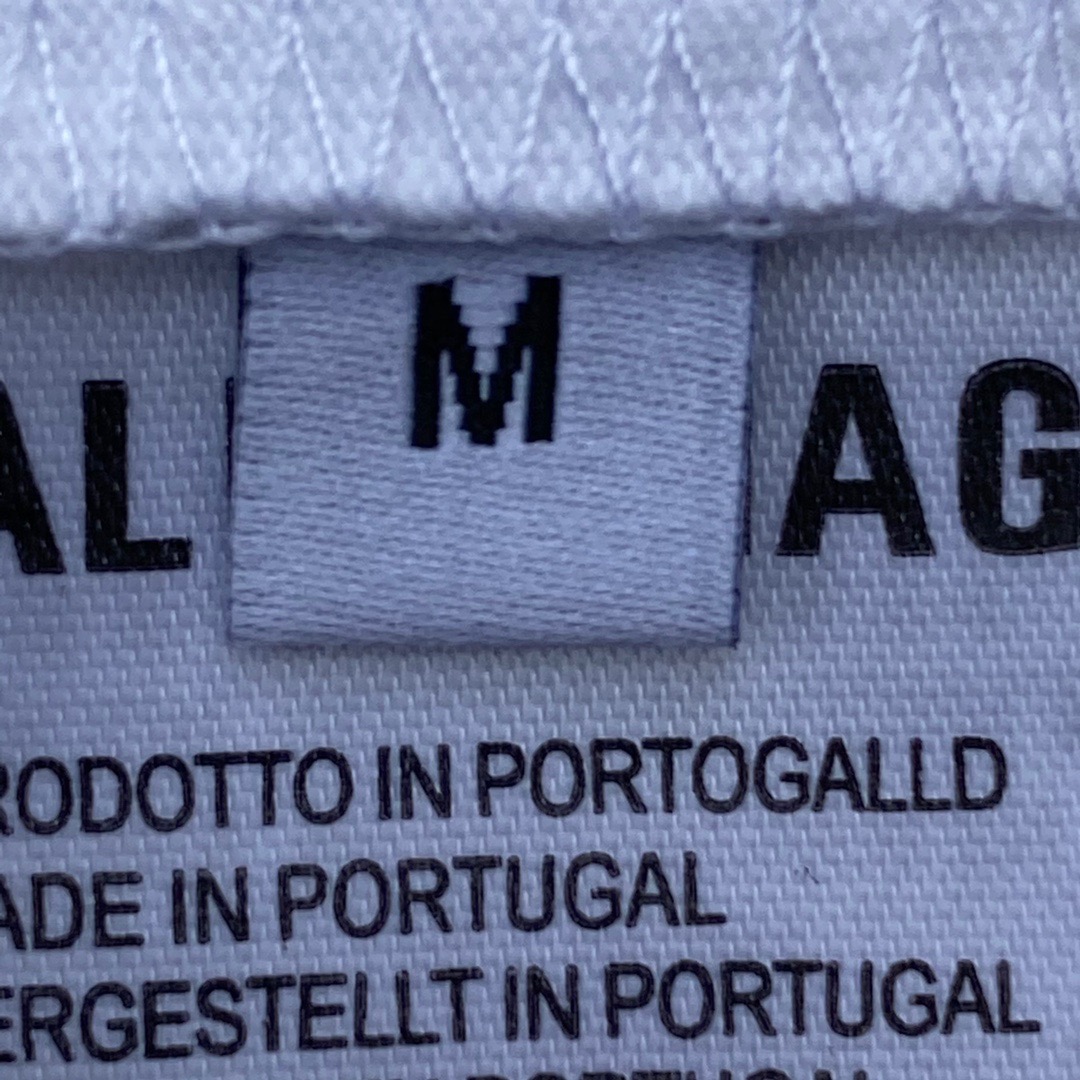 M
AL AG
RODOTTO IN PORTOGALLD
ADE IN PORTUGAL
ERGESTELLT IN PORTUGAL